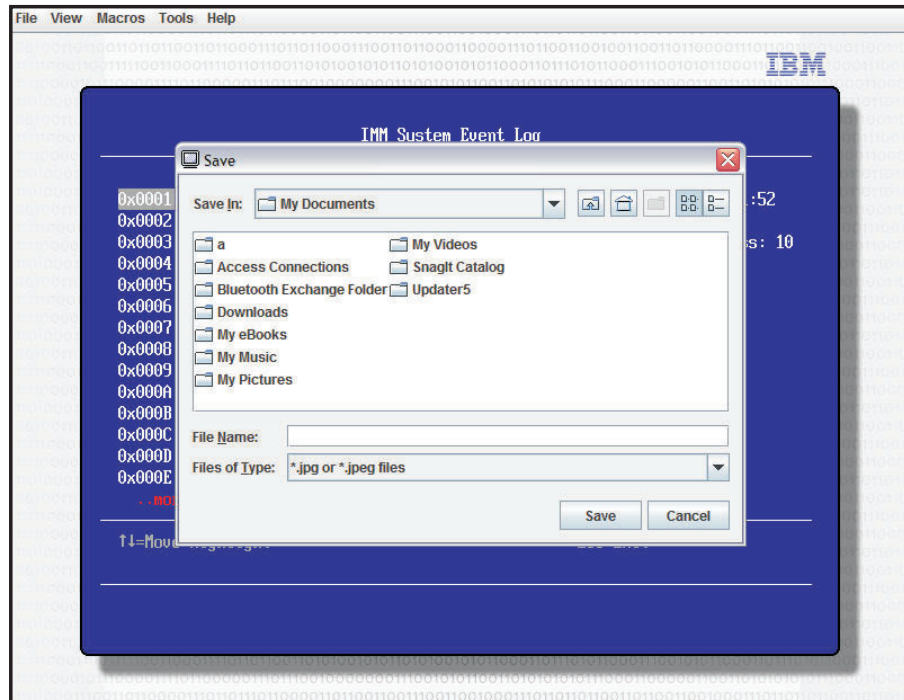 File View Macros Tools Help
IBM
IMM System Event Log
Save
Save In: My Documents
0x0001
:52
0x0002
0x0003
s: 10
0x0004
0x0005
0x0006
0x0007
0x0008
0x0009
0x000A
0x000B
0x000C
0x000D
0x000E
a
Access Connections
Bluetooth Exchange Folder
Downloads
My eBooks
My Music
My Pictures
My Videos
SnagIt Catalog
Updater5
File Name:
Files of Type: *.jpg or *.jpeg files
Save Cancel
↑↓=Move